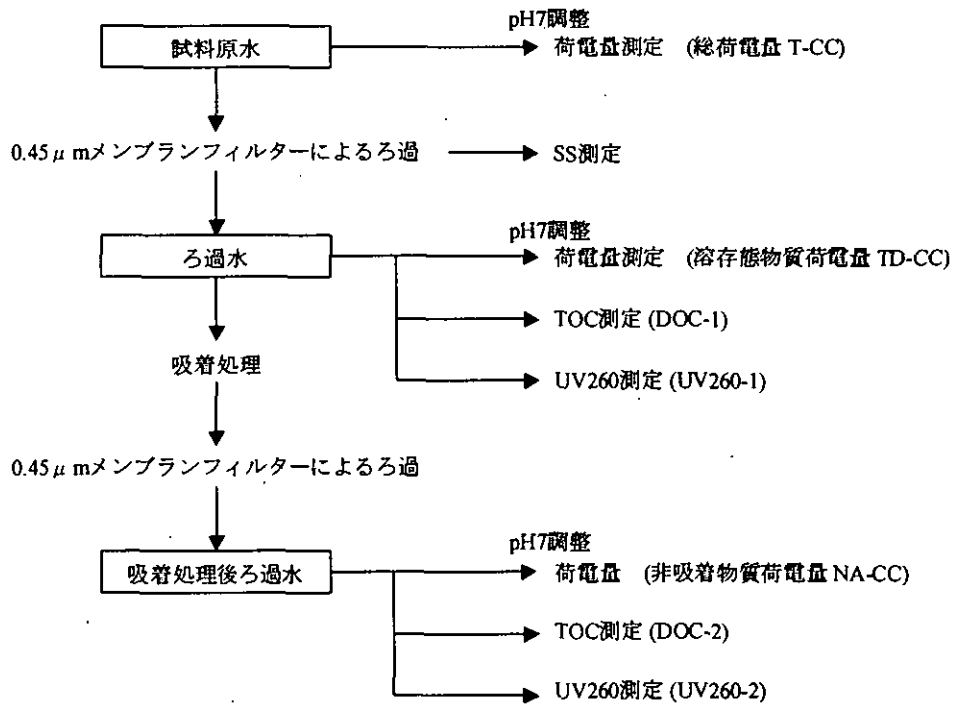 pH7調整
試料原水
荷電量測定 (総荷電量 T-CC)
0.45μmメンブランフィルターによるろ過
SS測定
pH7調整
ろ過水
荷電量測定 (溶存態物質荷電量 TD-CC)
TOC測定 (DOC-1)
吸着処理
UV260測定 (UV260-1)
0.45μmメンブランフィルターによるろ過
pH7調整
吸着処理後ろ過水
荷電量 (非吸着物質荷電量 NA-CC)
TOC測定 (DOC-2)
UV260測定 (UV260-2)